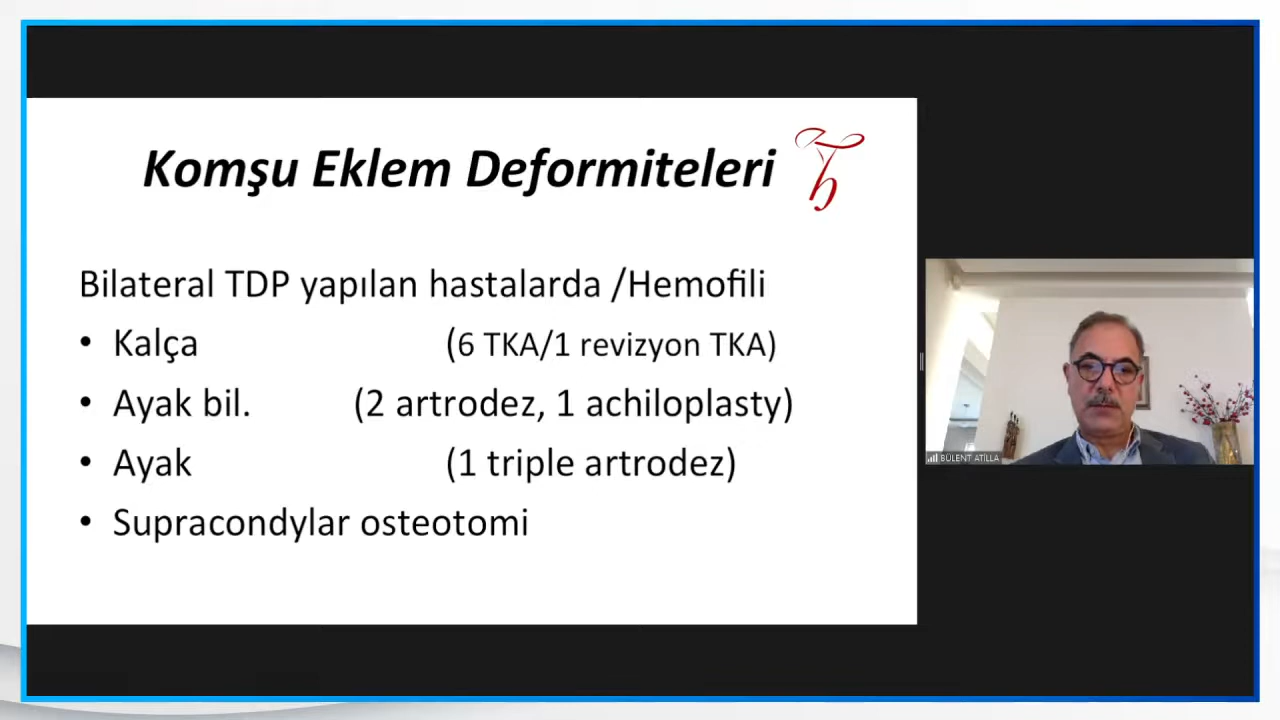 Komşu Eklem Deformiteleri
Bilateral TDP yapılan hastalarda /Hemofili
• Kalça (6 TKA/1 revizyon TKA)
• Ayak bil. (2 artrodez, 1 achiloplasty)
• Ayak (1 triple artrodez)
• Supracondylar osteotomi
BÜLENT ATİLLA